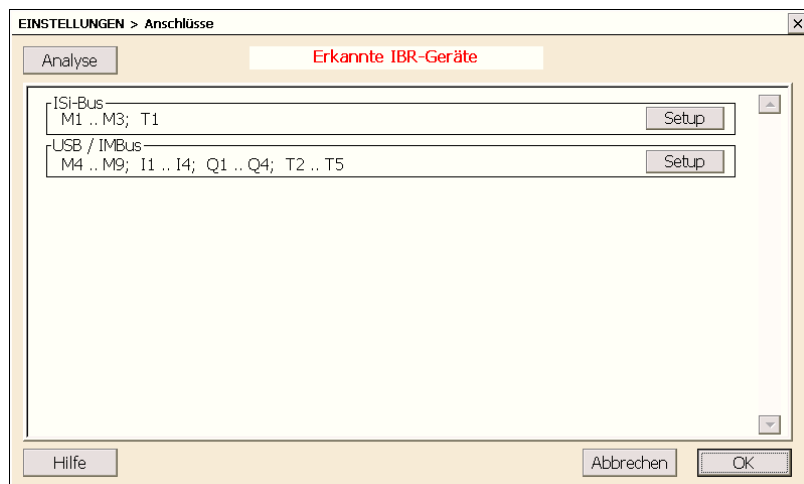 EINSTELLUNGEN > Anschlüsse
Analyse
Erkannte IBR-Geräte
ISi-Bus
M1 .. M3; T1
Setup
USB / IMBus
M4 .. M9; I1 .. I4; Q1 .. Q4; T2 .. T5
Setup
Hilfe
Abbrechen
OK